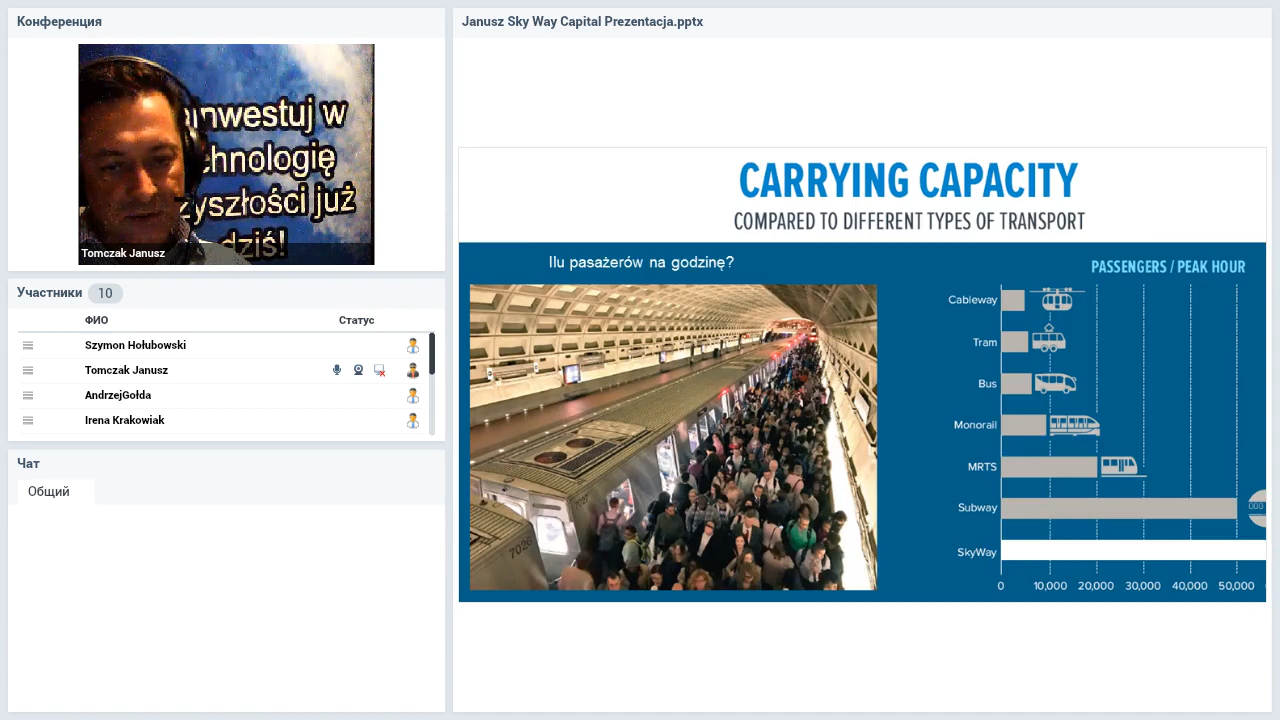 Конференция
anwestuj w
chnologię
zyszłości już
dziś!
Tomczak Janusz
Участники 10
ФИО Статус
Szymon Hołubowski
Tomczak Janusz
AndrzejGołda
Irena Krakowiak
Чат
Общий
Janusz Sky Way Capital Prezentacja.pptx
CARRYING CAPACITY
COMPARED TO DIFFERENT TYPES OF TRANSPORT
Ilu pasażerów na godzinę?
7026
PASSENGERS / PEAK HOUR
Cableway
Tram
Bus
Monorail
MRTS
Subway
SkyWay
0 10,000 20,000 30,000 40,000 50,000